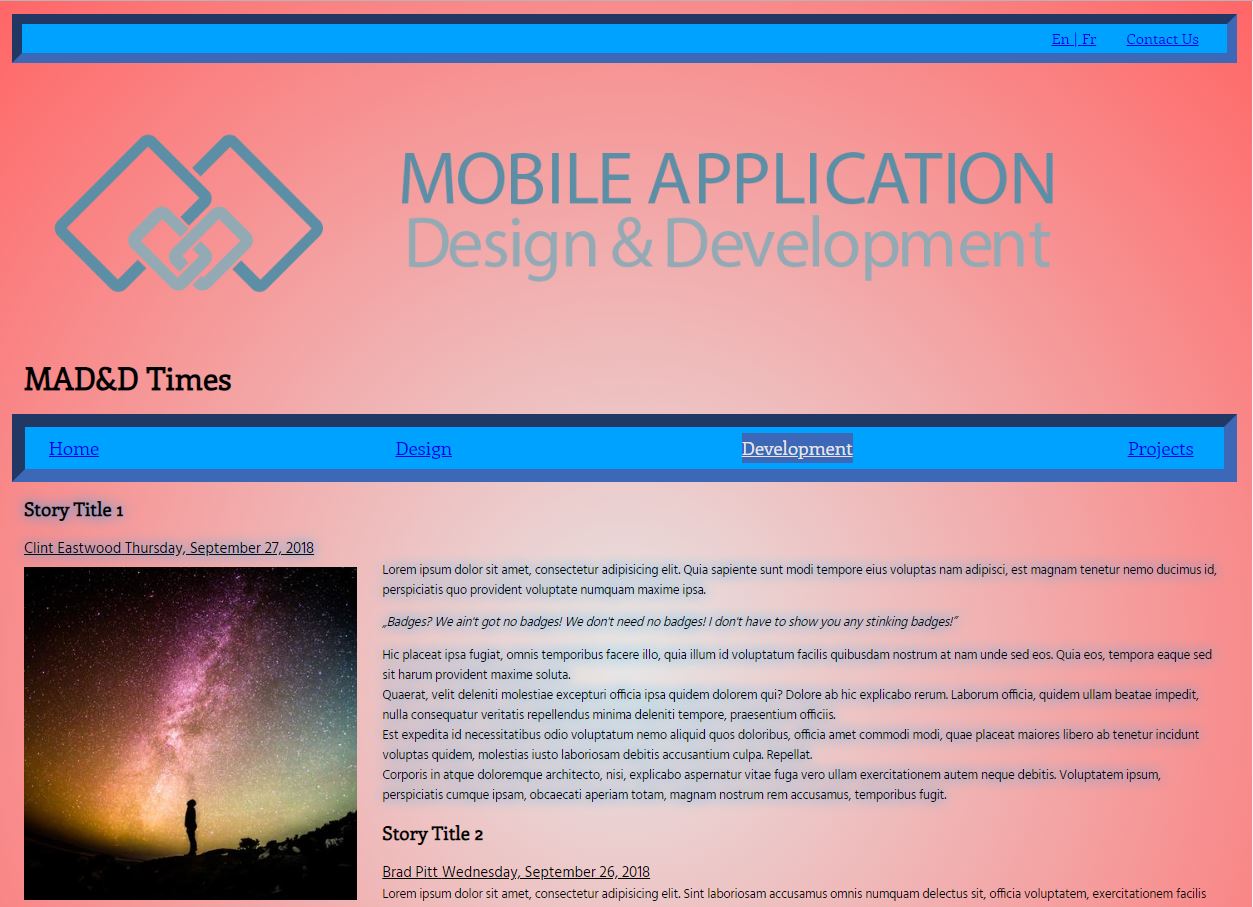 En | Fr Contact Us
MOBILE APPLICATION
Design & Development
MAD&D Times
Home Design Development Projects
Story Title 1
Clint Eastwood Thursday, September 27, 2018
Lorem ipsum dolor sit amet, consectetur adipisicing elit. Quia sapiente sunt modi tempore eius voluptas nam adipisci, est magnam tenetur nemo ducimus id,
perspiciatis quo provident voluptate numquam maxime ipsa.
„Badges? We ain't got no badges! We don't need no badges! I don't have to show you any stinking badges!”
Hic placeat ipsa fugiat, omnis temporibus facere illo, quia illum id voluptatum facilis quibusdam nostrum at nam unde sed eos. Quia eos, tempora eaque sed
sit harum provident maxime soluta.
Quaerat, velit deleniti molestiae excepturi officia ipsa quidem dolorem qui? Dolore ab hic explicabo rerum. Laborum officia, quidem ullam beatae impedit,
nulla consequatur veritatis repellendus minima deleniti tempore, praesentium officiis.
Est expedita id necessitatibus odio voluptatum nemo aliquid quos doloribus, officia amet commodi modi, quae placeat maiores libero ab tenetur incidunt
voluptas quidem, molestias iusto laboriosam debitis accusantium culpa. Repellat.
Corporis in atque doloremque architecto, nisi, explicabo aspernatur vitae fuga vero ullam exercitationem autem neque debitis. Voluptatem ipsum,
perspiciatis cumque ipsam, obcaecati aperiam totam, magnam nostrum rem accusamus, temporibus fugit.
Story Title 2
Brad Pitt Wednesday, September 26, 2018
Lorem ipsum dolor sit amet, consectetur adipisicing elit. Sint laboriosam accusamus omnis numquam delectus sit, officia voluptatem, exercitationem facilis